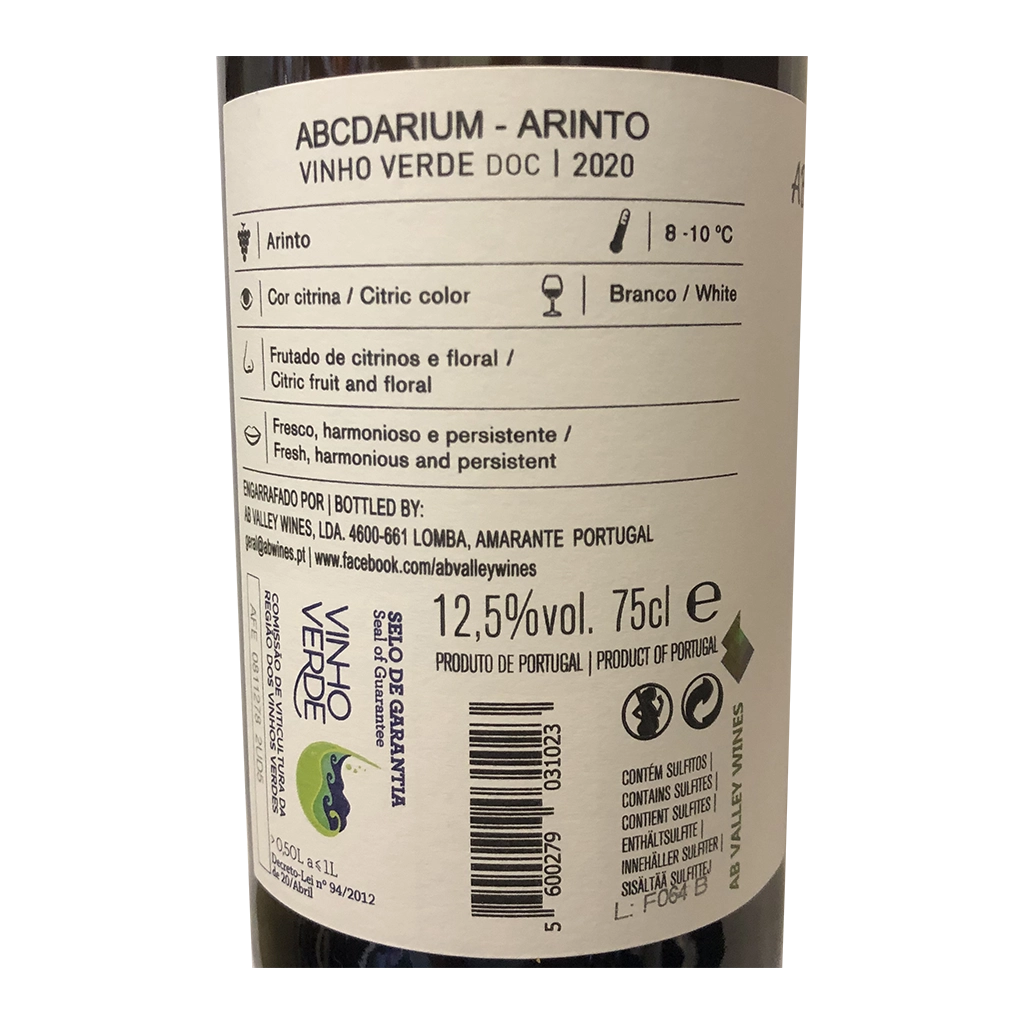 ABCDARIUM - ARINTO
VINHO VERDE DOC | 2020
Arinto
8 -10 ºC
Cor citrina / Citric color
Branco / White
Frutado de citrinos e floral /
Citric fruit and floral
Fresco, harmonioso e persistente /
Fresh, harmonious and persistent
ENGARRAFADO POR | BOTTLED BY:
AB VALLEY WINES, LDA. 4600-661 LOMBA, AMARANTE PORTUGAL
geral@abwines.pt | www.facebook.com/abvalleywines
12,5%vol. 75cl e
PRODUTO DE PORTUGAL | PRODUCT OF PORTUGAL
SELO DE GARANTIA
Seal of Guarantee
VINHO
VERDE
COMISSÃO DE VITICULTURA DA
REGIÃO DOS VINHOS VERDES
AFE 0811278 2UD5
> 0,50L a ≤ 1L
Decreto-Lei nº 94/2012
de 20/Abril
5 600279 031023
CONTÉM SULFITOS |
CONTAINS SULFITES |
CONTIENT SULFITES |
ENTHÄLTSULFITE |
INNEHÅLLER SULFITER |
SISÄLTÄÄ SULFITTEJ
L: F064 B
AB VALLEY WINES